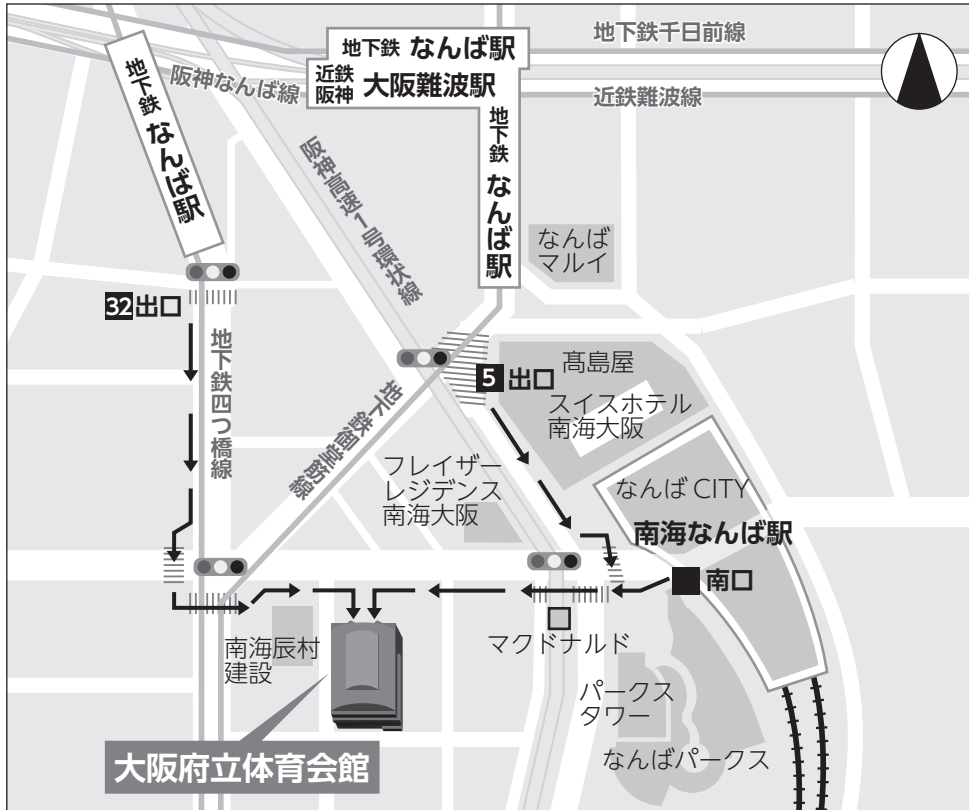 地下鉄 なんば駅
近鉄
阪神 大阪難波駅
地下鉄千日前線
近鉄難波線
地下鉄 なんば駅
阪神なんば線
地下鉄 なんば駅
阪神高速1号環状線
なんば
マルイ
32出口
地下鉄四つ橋線
地下鉄御堂筋線
5 出口
髙島屋
スイスホテル
南海大阪
フレイザー
レジデンス
南海大阪
なんばCITY
南海なんば駅
南口
マクドナルド
南海辰村
建設
パークス
タワー
なんばパークス
大阪府立体育会館